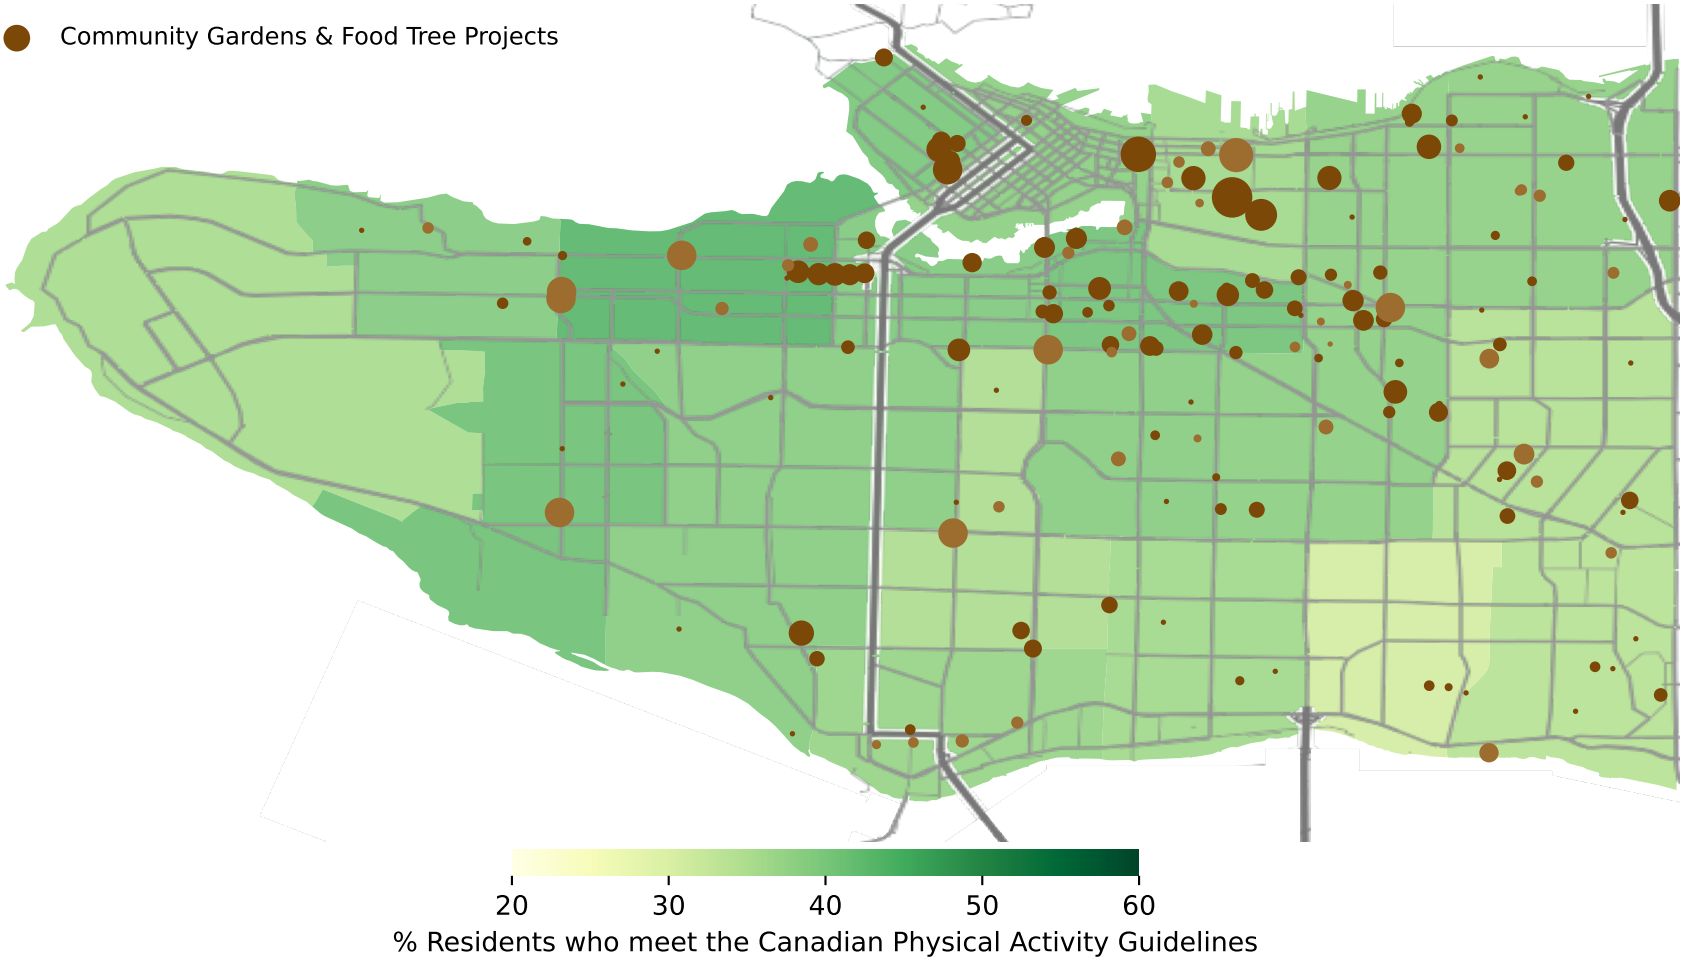 Community Gardens & Food Tree Projects
20 30 40 50 60
% Residents who meet the Canadian Physical Activity Guidelines